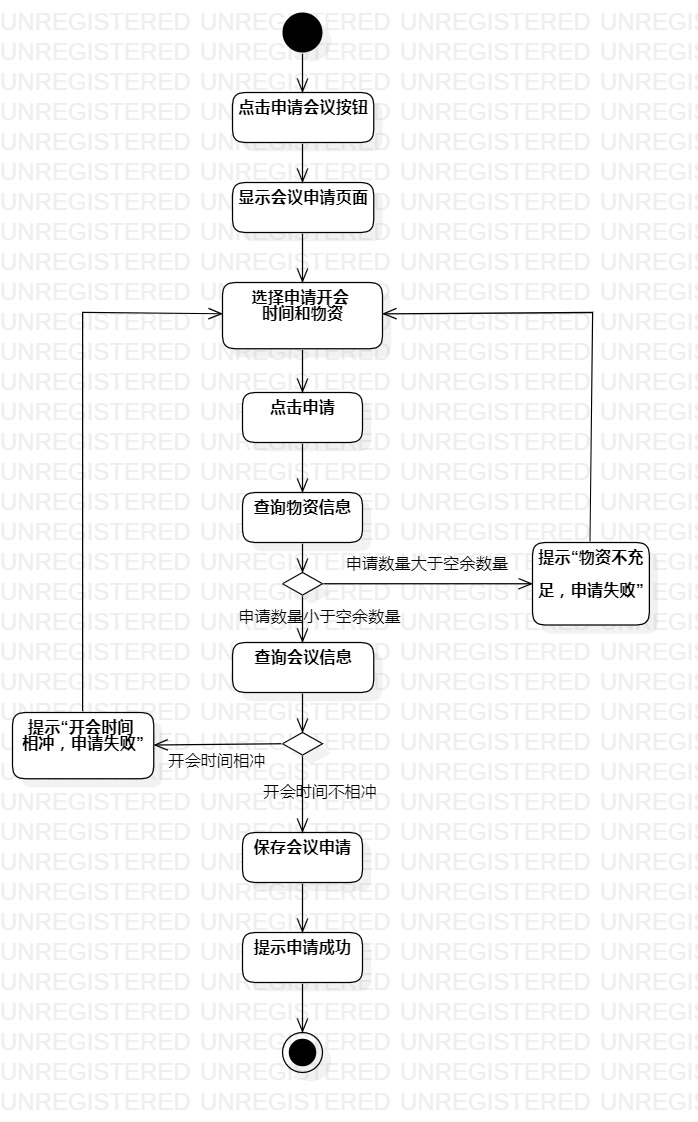 点击申请会议按钮
显示会议申请页面
选择申请开会
时间和物资
点击申请
查询物资信息
申请数量大于空余数量
提示“物资不充
足，申请失败”
申请数量小于空余数量
查询会议信息
提示“开会时间
相冲，申请失败”
开会时间相冲
开会时间不相冲
保存会议申请
提示申请成功
UNREGISTERED